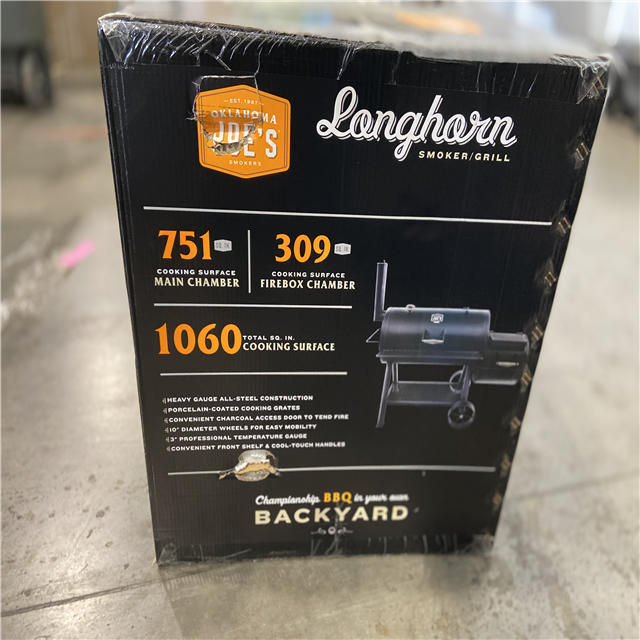 EST. 1987
OKLAHOMA
JOE'S
SMOKERS
Longhorn
SMOKER/GRILL
751 SQ. IN.
COOKING SURFACE
MAIN CHAMBER
309 SQ. IN.
COOKING SURFACE
FIREBOX CHAMBER
1060 TOTAL SQ. IN.
COOKING SURFACE
HEAVY GAUGE ALL-STEEL CONSTRUCTION
PORCELAIN-COATED COOKING GRATES
CONVENIENT CHARCOAL ACCESS DOOR TO TEND FIRE
10" DIAMETER WHEELS FOR EASY MOBILITY
3" PROFESSIONAL TEMPERATURE GAUGE
CONVENIENT FRONT SHELF & COOL-TOUCH HANDLES
Championship BBQ in your own
BACKYARD